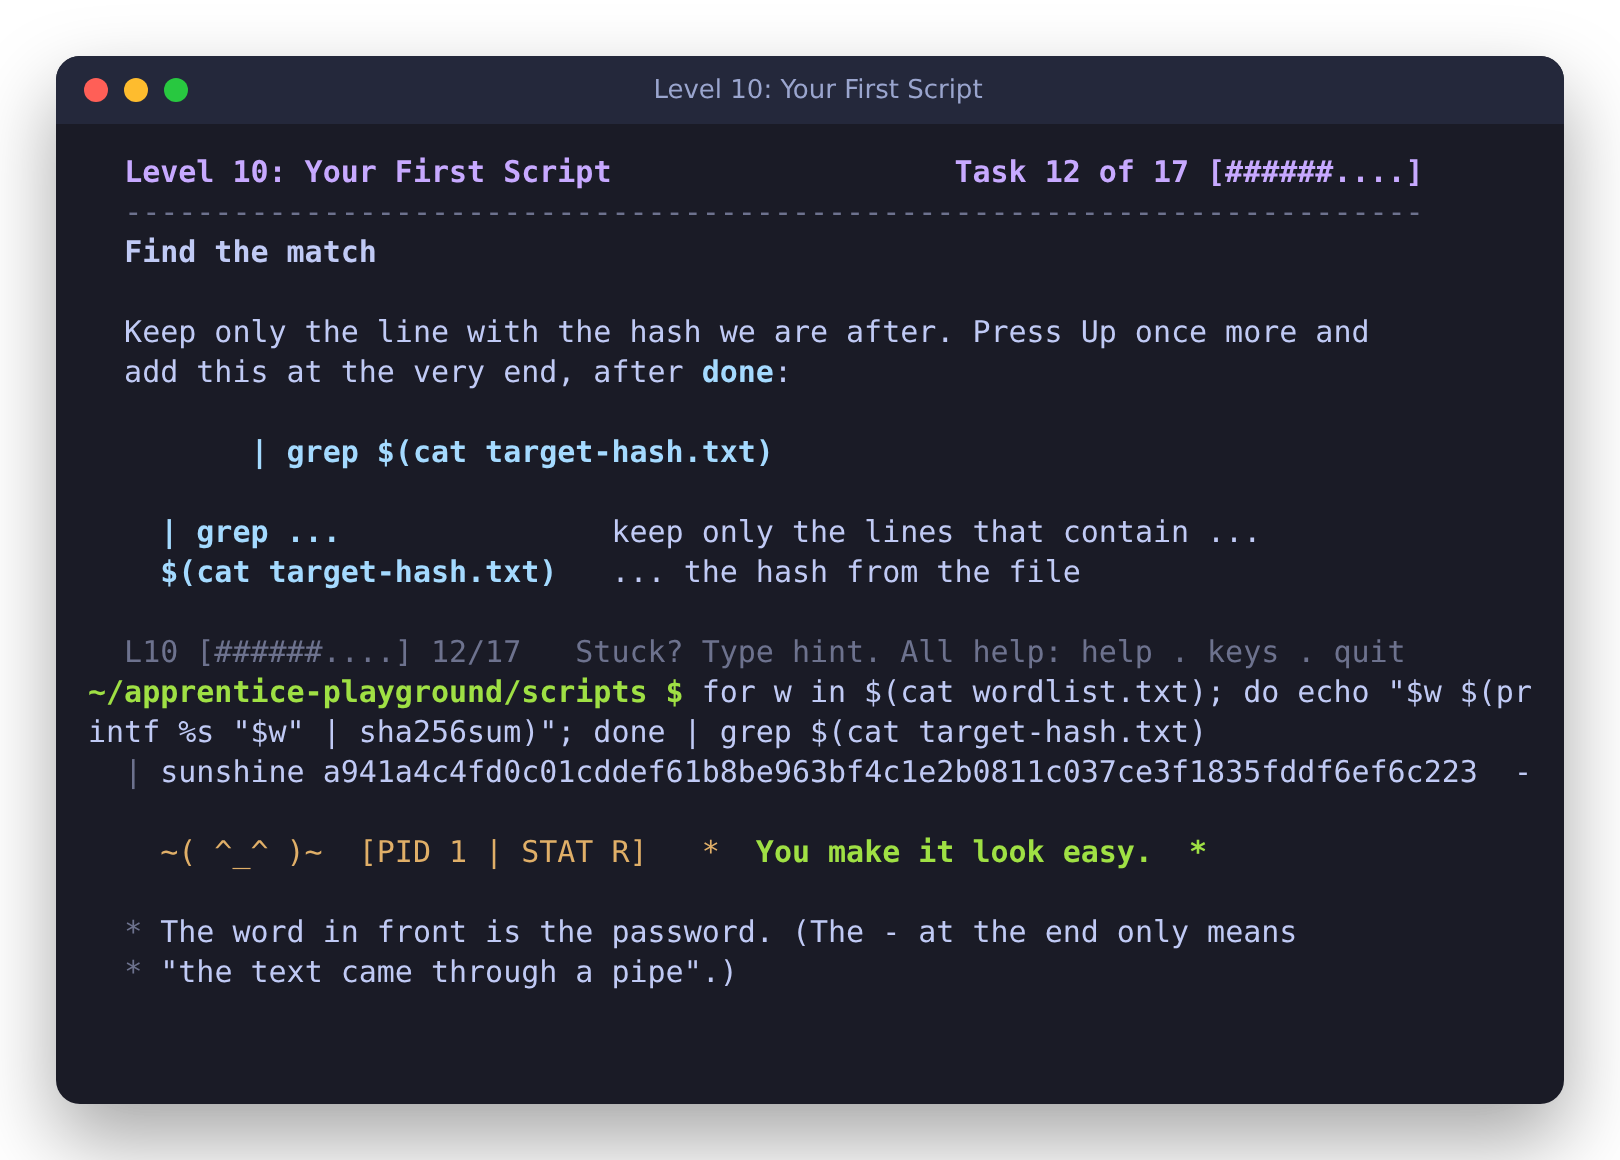 Level 10: Your First Script
Level 10: Your First Script                   Task 12 of 17 [######....]
------------------------------------------------------------------------
Find the match
Keep only the line with the hash we are after. Press Up once more and
add this at the very end, after done:
| grep $(cat target-hash.txt)
| grep ...               keep only the lines that contain ...
$(cat target-hash.txt)   ... the hash from the file
L10 [######....] 12/17   Stuck? Type hint. All help: help . keys . quit
~/apprentice-playground/scripts $ for w in $(cat wordlist.txt); do echo "$w $(pr
intf %s "$w" | sha256sum)"; done | grep $(cat target-hash.txt)
| sunshine a941a4c4fd0c01cddef61b8be963bf4c1e2b0811c037ce3f1835fddf6ef6c223  -
~( ^_^ )~  [PID 1 | STAT R]   *  You make it look easy.  *
* The word in front is the password. (The - at the end only means
* "the text came through a pipe".)